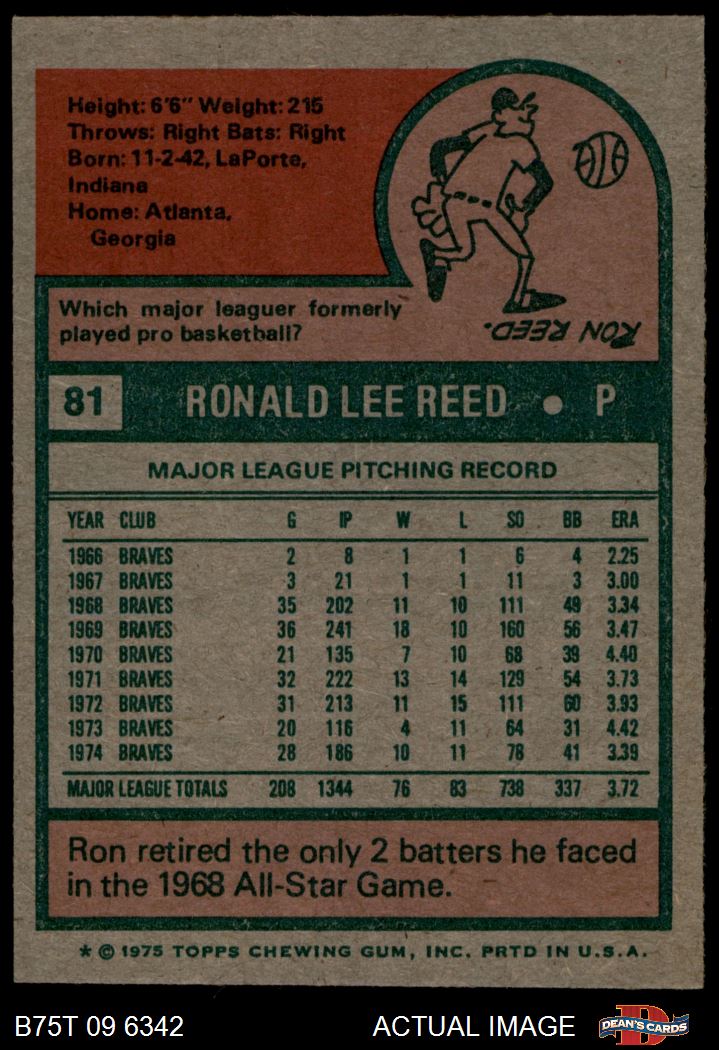 Height: 6'6" Weight: 215
Throws: Right Bats: Right
Born: 11-2-42, LaPorte,
Indiana
Home: Atlanta,
Georgia
Which major leaguer formerly
played pro basketball?
RON REED.
81 RONALD LEE REED • P
MAJOR LEAGUE PITCHING RECORD
YEAR CLUB G IP W L SO BB ERA
1966 BRAVES 2 8 1 1 6 4 2.25
1967 BRAVES 3 21 1 1 11 3 3.00
1968 BRAVES 35 202 11 10 111 49 3.34
1969 BRAVES 36 241 18 10 160 56 3.47
1970 BRAVES 21 135 7 10 68 39 4.40
1971 BRAVES 32 222 13 14 129 54 3.73
1972 BRAVES 31 213 11 15 111 60 3.93
1973 BRAVES 20 116 4 11 64 31 4.42
1974 BRAVES 28 186 10 11 78 41 3.39
MAJOR LEAGUE TOTALS 208 1344 76 83 738 337 3.72
Ron retired the only 2 batters he faced
in the 1968 All-Star Game.
* © 1975 TOPPS CHEWING GUM, INC. PRTD IN U.S.A.
B75T 09 6342 ACTUAL IMAGE DEAN'S CARDS